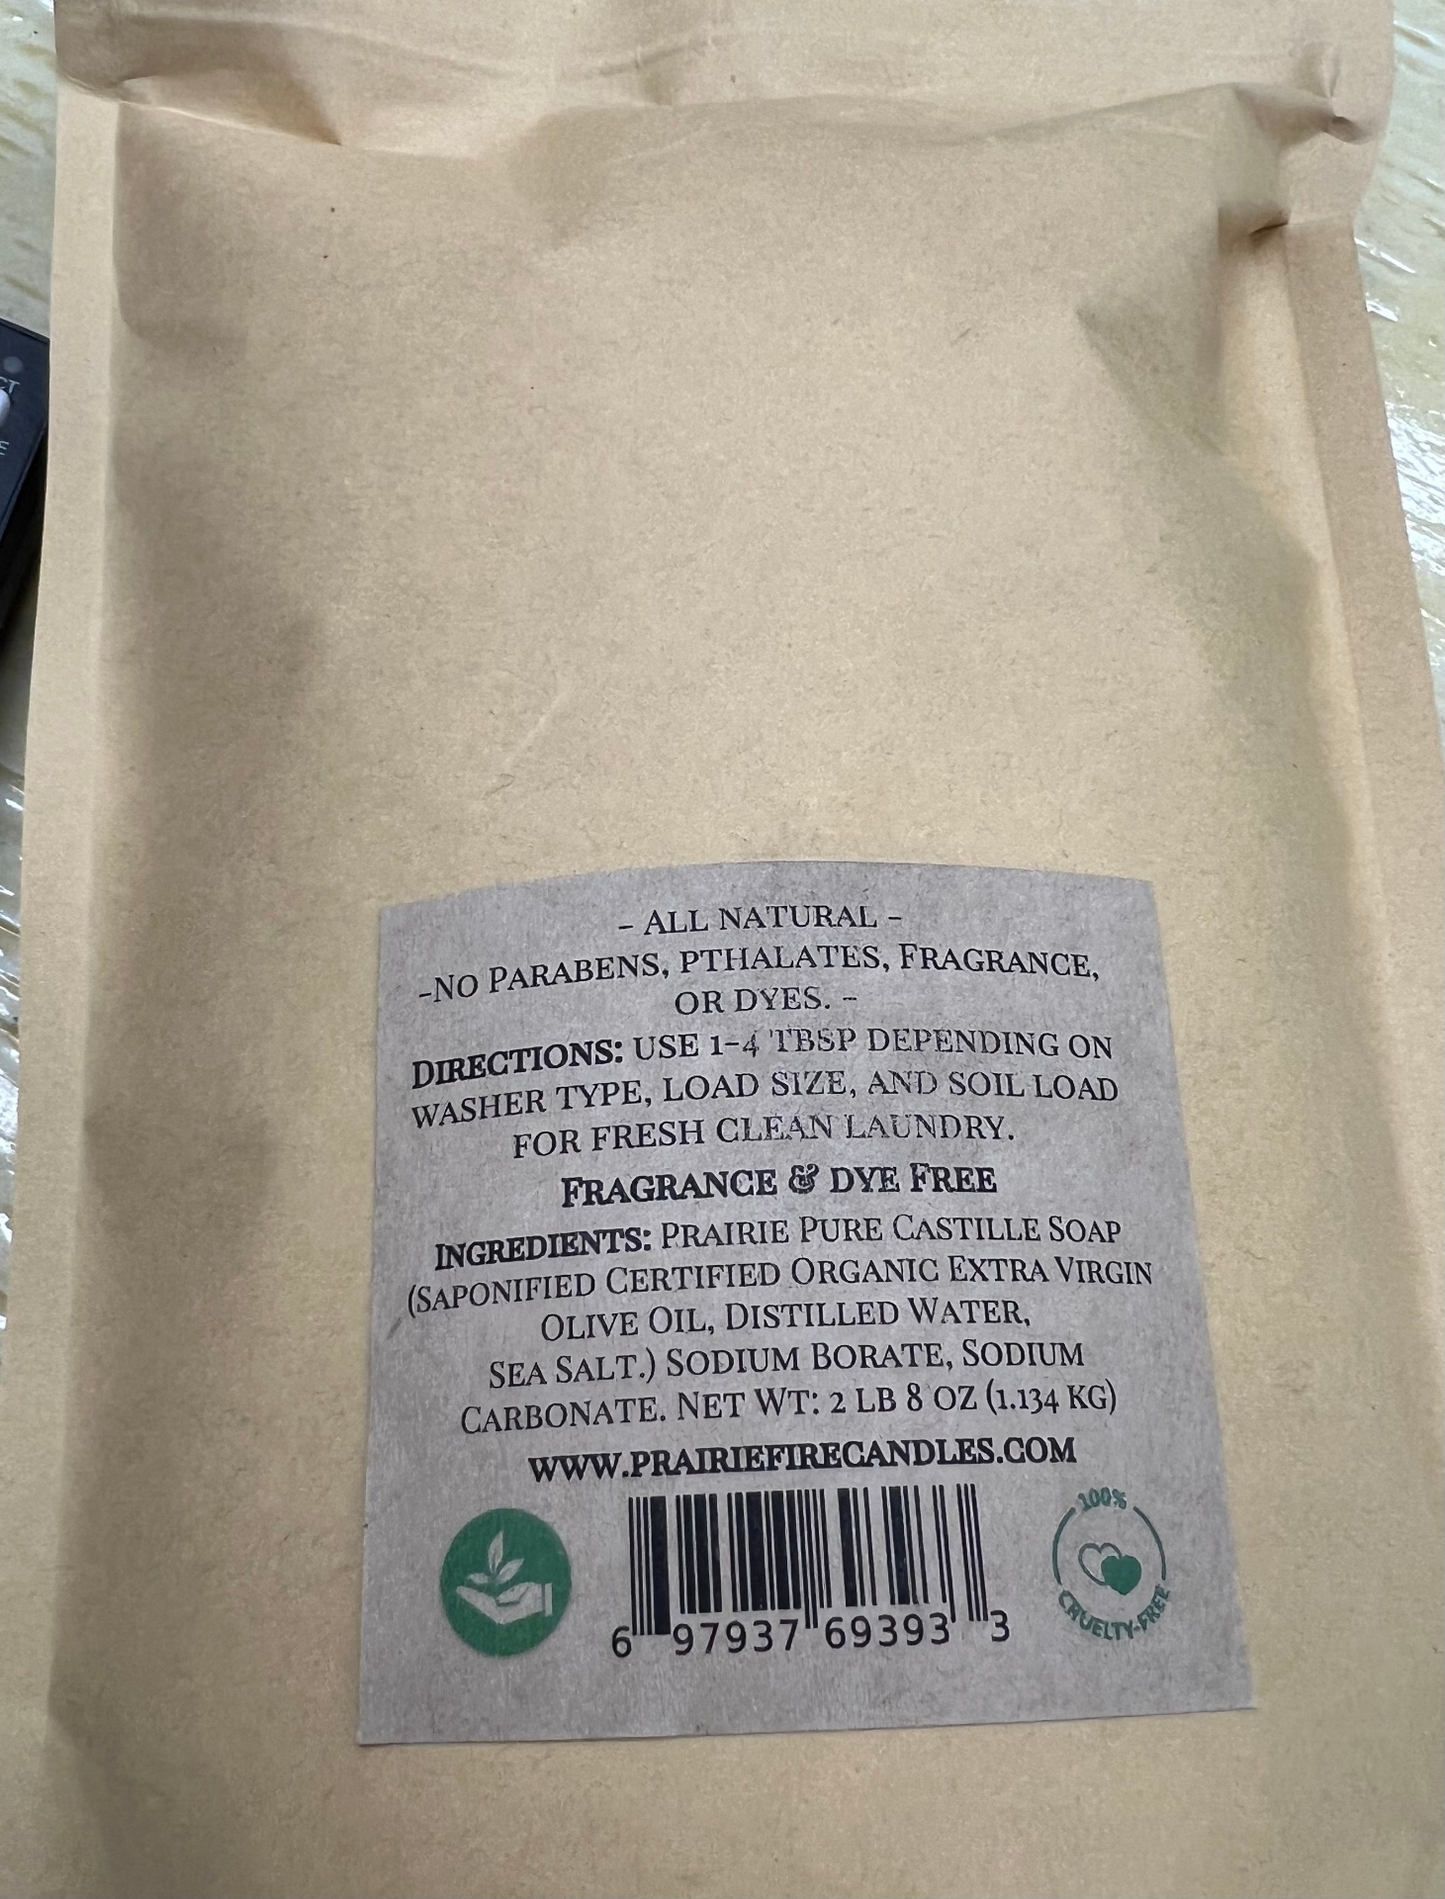 CT
E
- ALL NATURAL -
-NO PARABENS, PTHALATES, FRAGRANCE,
OR DYES. -
DIRECTIONS: USE 1-4 TBSP DEPENDING ON
WASHER TYPE, LOAD SIZE, AND SOIL LOAD
FOR FRESH CLEAN LAUNDRY.
FRAGRANCE & DYE FREE
INGREDIENTS: PRAIRIE PURE CASTILLE SOAP
(SAPONIFIED CERTIFIED ORGANIC EXTRA VIRGIN
OLIVE OIL, DISTILLED WATER,
SEA SALT.) SODIUM BORATE, SODIUM
CARBONATE. NET WT: 2 LB 8 OZ (1.134 KG)
WWW.PRAIRIEFIRECANDLES.COM
100%
CRUELTY-FREE
6 97937 69393 3